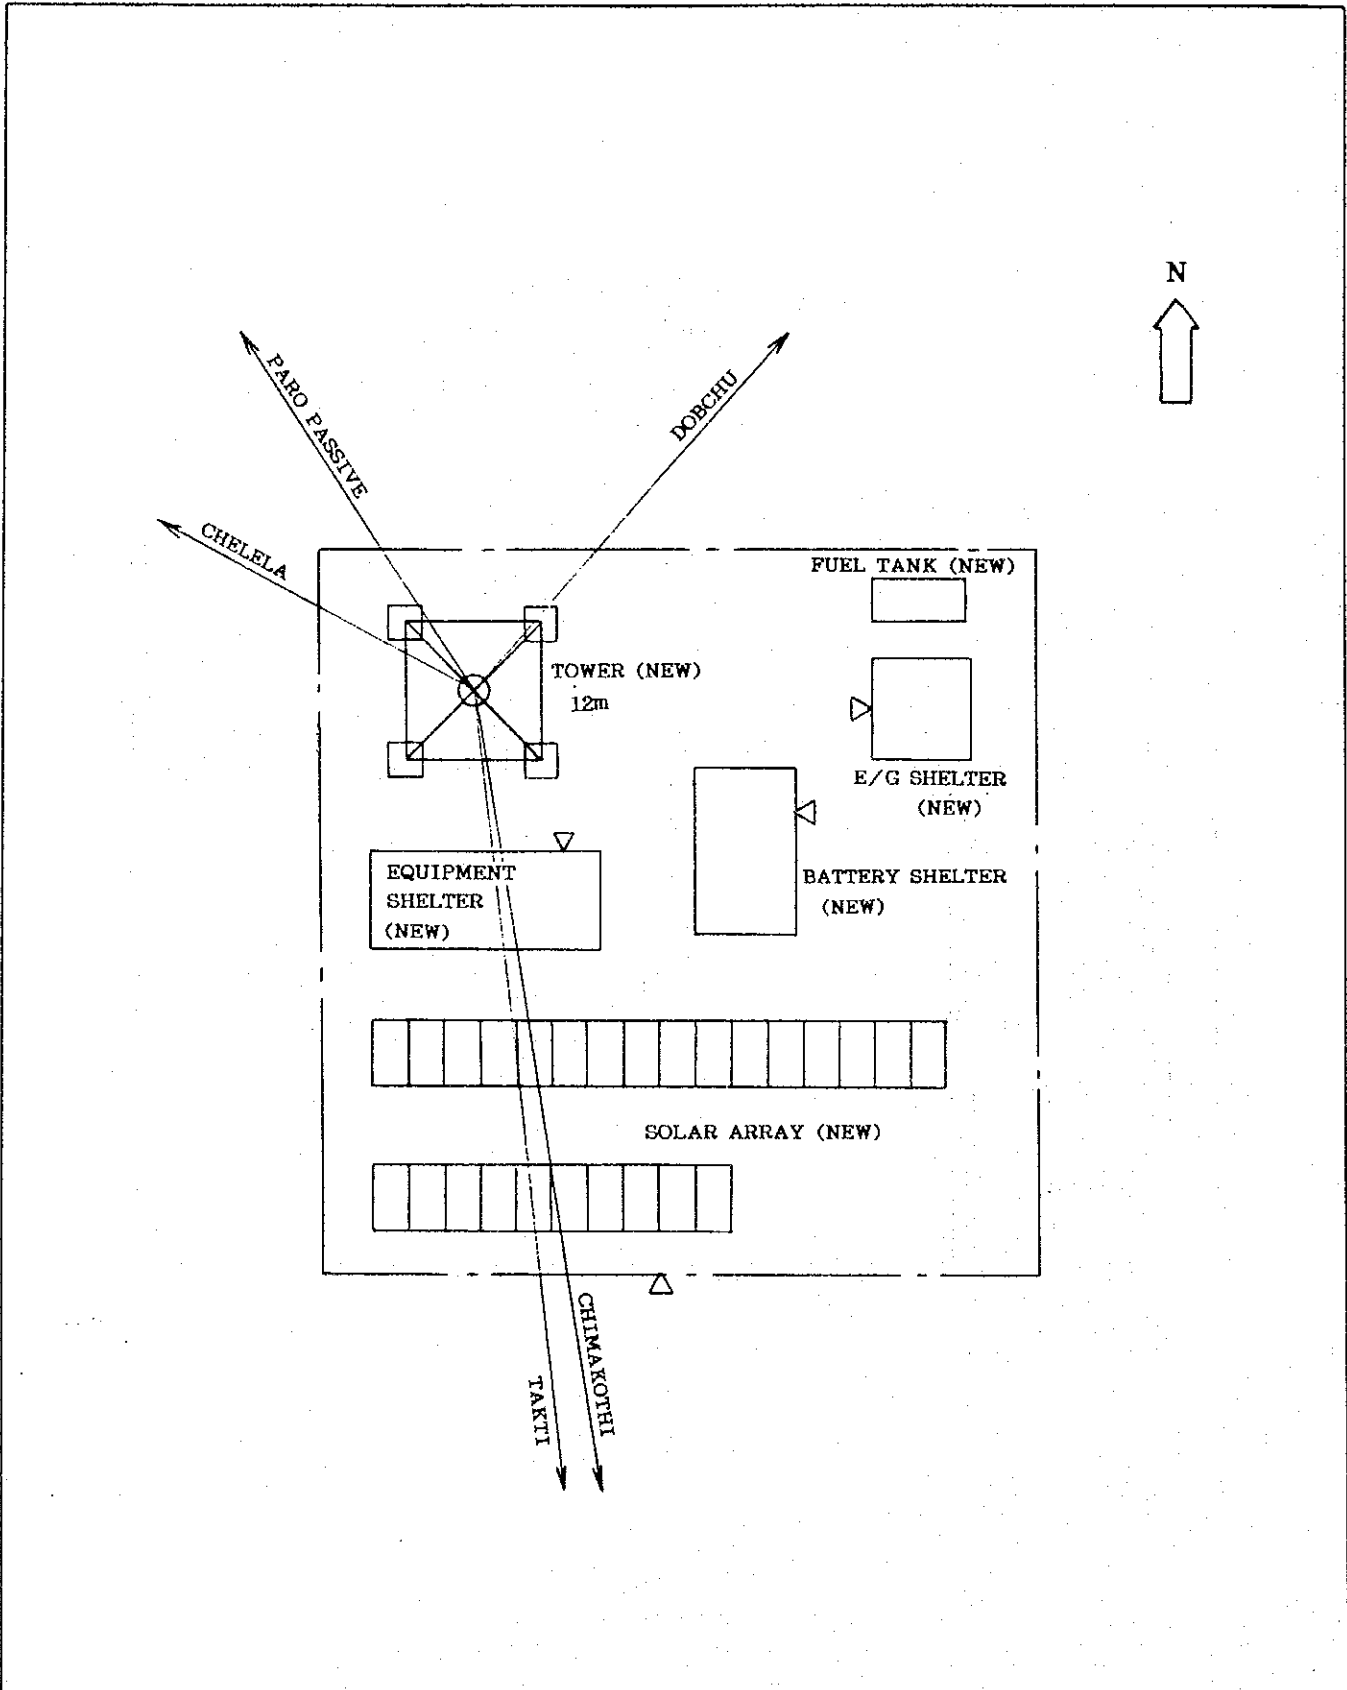 N
PARO PASSIVE
DOBCHU
CHELELA
FUEL TANK (NEW)
TOWER (NEW)
12m
E/G SHELTER
(NEW)
EQUIPMENT
SHELTER
(NEW)
BATTERY SHELTER
(NEW)
SOLAR ARRAY (NEW)
CHIMAKOTHI
TAKTI